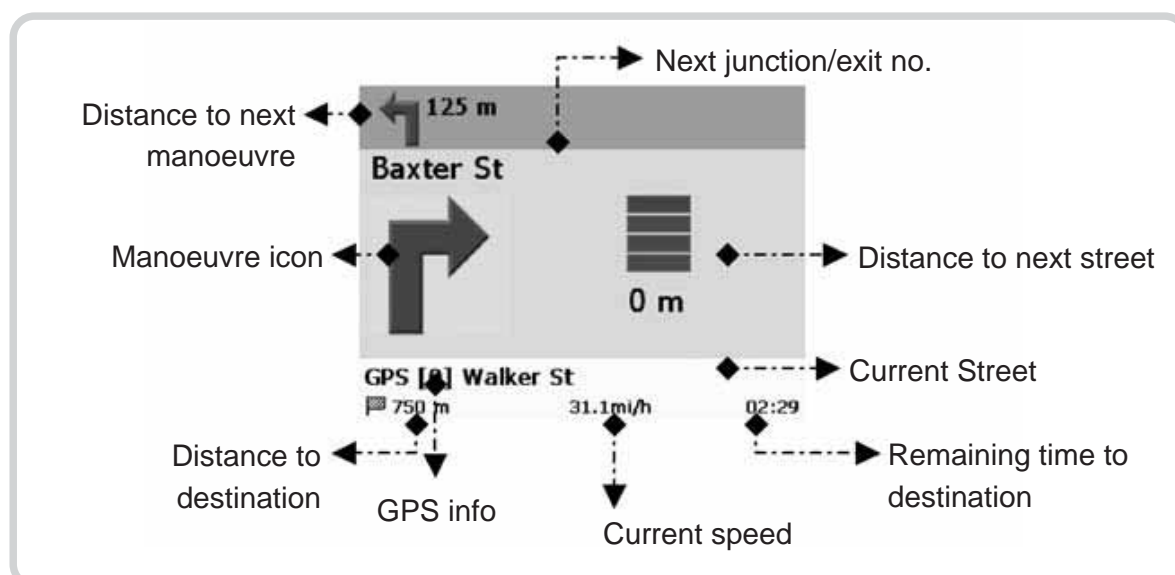 Next junction/exit no.
Distance to next
manoeuvre
125 m
Baxter St
Manoeuvre icon
Distance to next street
0 m
Current Street
GPS [8] Walker St
750 m
31.1mi/h
02:29
Distance to
destination
GPS info
Current speed
Remaining time to
destination